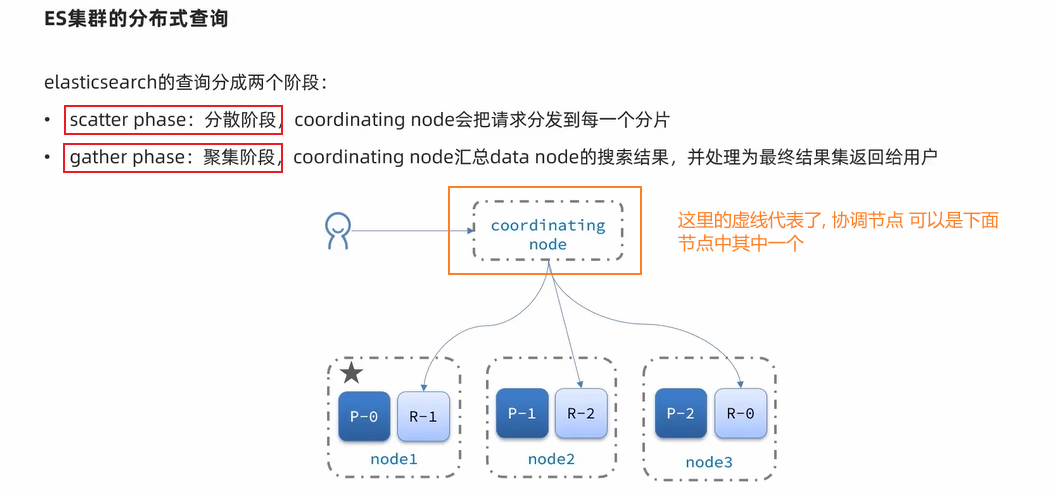 ES集群的分布式查询
elasticsearch的查询分成两个阶段：
• scatter phase：分散阶段，coordinating node会把请求分发到每一个分片
• gather phase：聚集阶段，coordinating node汇总data node的搜索结果，并处理为最终结果集返回给用户
coordinating
node
这里的虚线代表了, 协调节点 可以是下面
节点中其中一个
P-0 R-1
node1
P-1 R-2
node2
P-2 R-0
node3